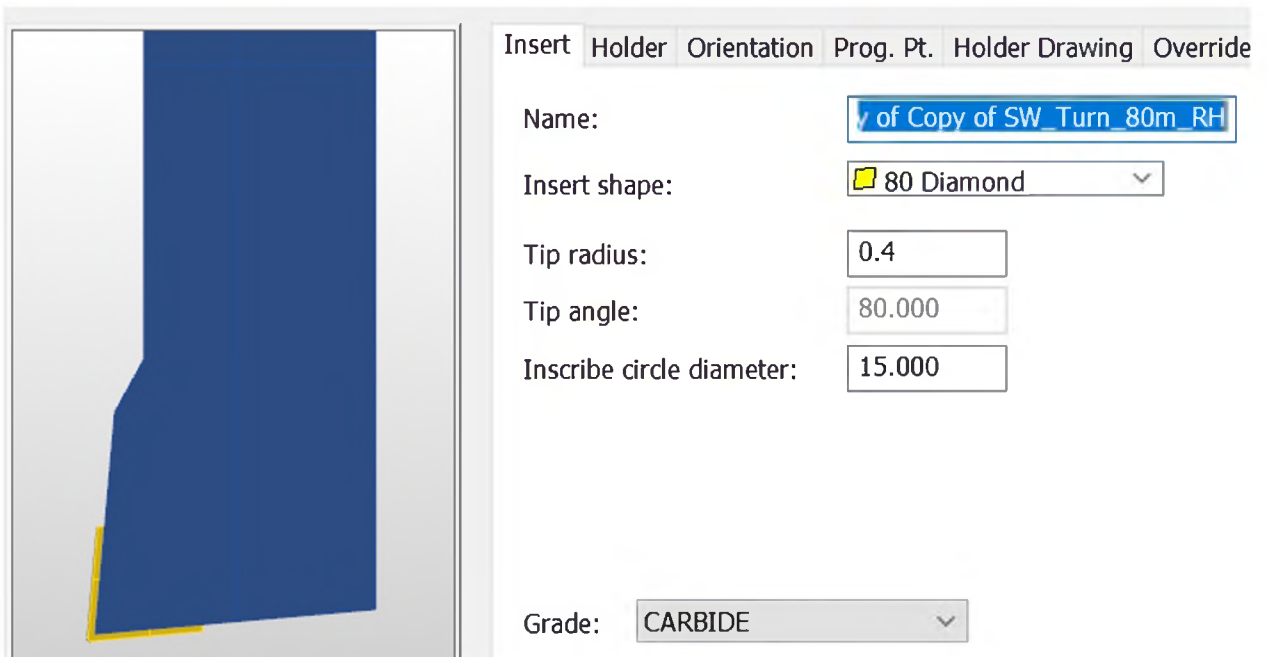 Insert Holder Orientation Prog. Pt. Holder Drawing Override
Name: y of Copy of SW_Turn_80m_RH
Insert shape: 80 Diamond
Tip radius: 0.4
Tip angle: 80.000
Inscribe circle diameter: 15.000
Grade: CARBIDE